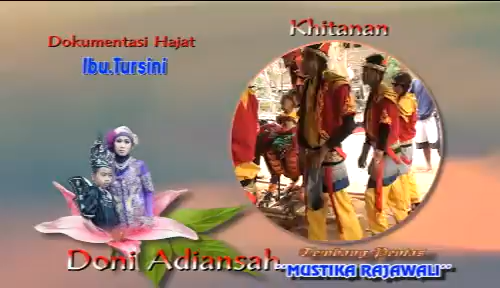 Khitanan
Dokumentasi Hajat
Ibu.Tursini
Doni Adiansah
"MUSTIKA RAJAWALI"